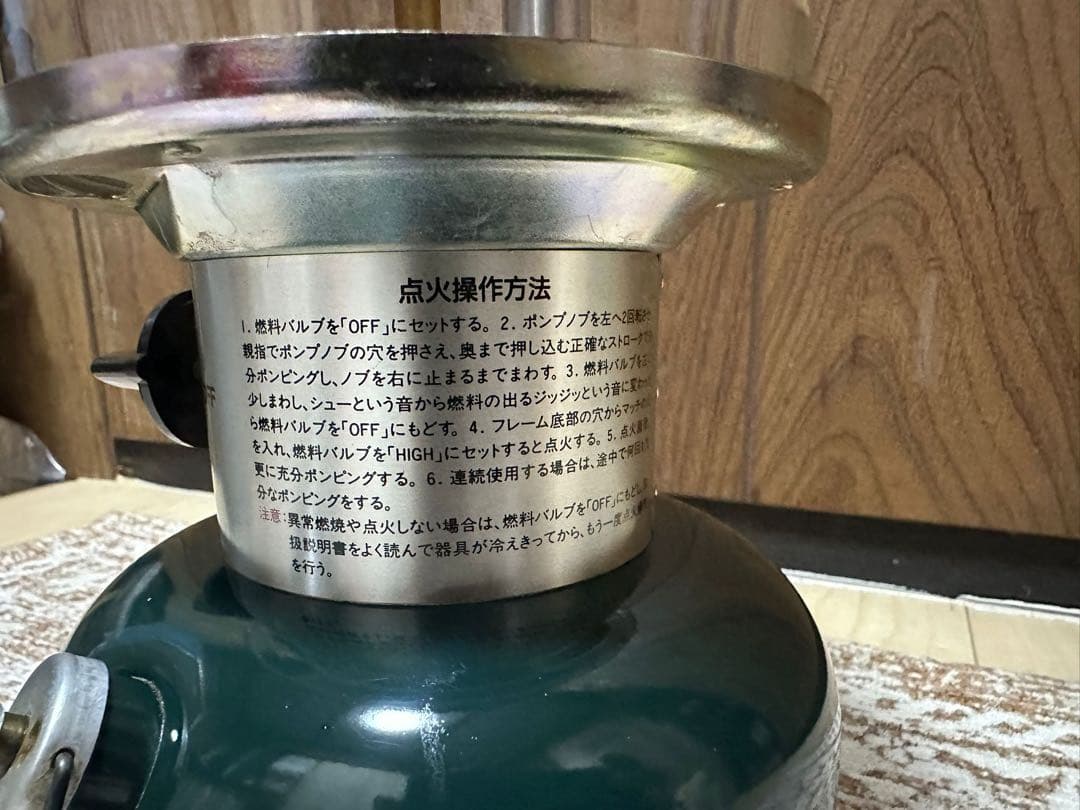 点火操作方法
1. 燃料バルブを「OFF」にセットする。2. ポンプノブを左へ2回転させ
親指でポンプノブの穴を押さえ、奥まで押し込む正確なストロークで
分ポンピングし、ノブを右に止まるまでまわす。3. 燃料バルブを
少しまわし、シューという音から燃料の出るジッジッという音に変わ
ら燃料バルブを「OFF」にもどす。4. フレーム底部の穴からマッチの
を入れ、燃料バルブを「HIGH」にセットすると点火する。5. 点火
更に充分ポンピングする。6. 連続使用する場合は、途中で何回
分なポンピングをする。
注意:異常燃焼や点火しない場合は、燃料バルブを「OFF」にもどし、
扱説明書をよく読んで器具が冷えきってから、もう一度点火
を行う。